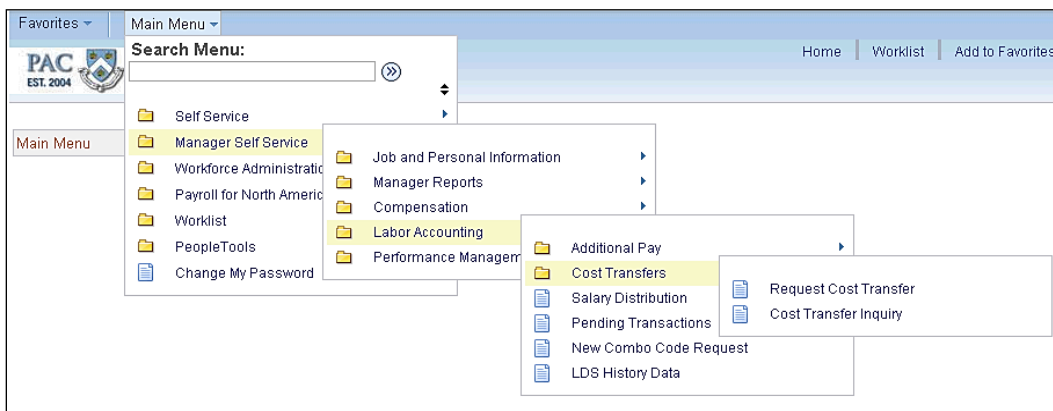 Favorites Main Menu
Search Menu:
PAC
EST. 2004
Home Worklist Add to Favorites
Main Menu
Self Service
Manager Self Service
Workforce Administratio
Payroll for North Americ
Worklist
PeopleTools
Change My Password
Job and Personal Information
Manager Reports
Compensation
Labor Accounting
Performance Managem
Additional Pay
Cost Transfers
Salary Distribution
Pending Transactions
New Combo Code Request
LDS History Data
Request Cost Transfer
Cost Transfer Inquiry